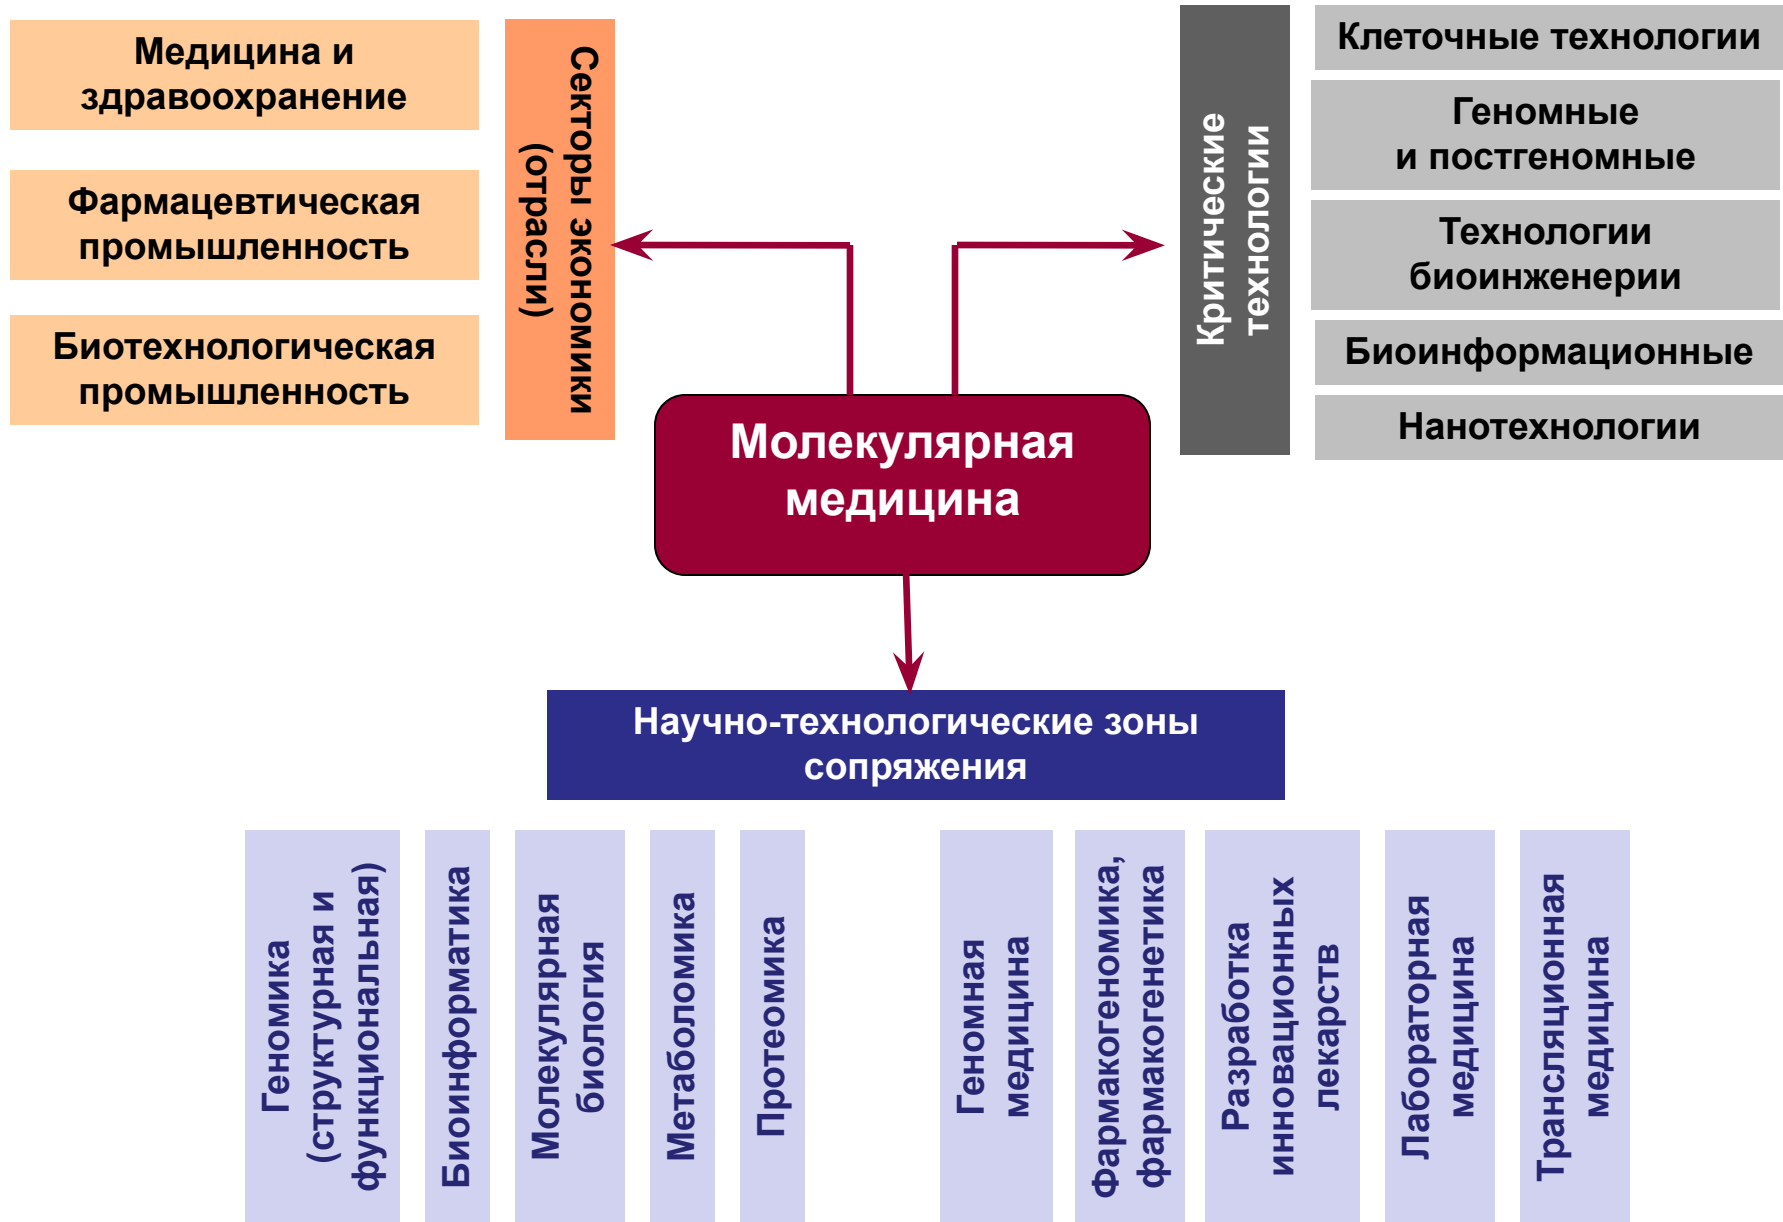 Медицина и
здравоохранение
Фармацевтическая
промышленность
Биотехнологическая
промышленность
Секторы экономики
(отрасли)
Критические
технологии
Клеточные технологии
Геномные
и постгеномные
Технологии
биоинженерии
Биоинформационные
Нанотехнологии
Молекулярная
медицина
Научно-технологические зоны
сопряжения
Геномика
(структурная и
функциональная)
Биоинформатика
Молекулярная
биология
Метаболомика
Протеомика
Геномная
медицина
Фармакогеномика,
фармакогенетика
Разработка
инновационных
лекарств
Лабораторная
медицина
Трансляционная
медицина